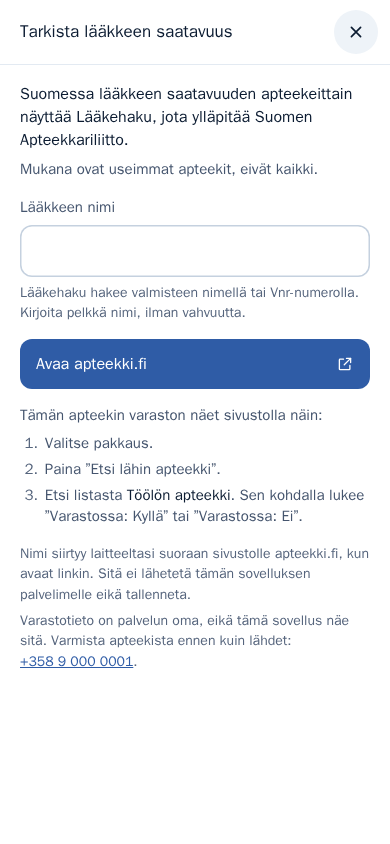 Tarkista lääkkeen saatavuus
Suomessa lääkkeen saatavuuden apteekeittain
näyttää Lääkehaku, jota ylläpitää Suomen
Apteekkariliitto.
Mukana ovat useimmat apteekit, eivät kaikki.
Lääkkeen nimi
Lääkehaku hakee valmisteen nimellä tai Vnr-numerolla.
Kirjoita pelkkä nimi, ilman vahvuutta.
Avaa apteekki.fi
Tämän apteekin varaston näet sivustolla näin:
1. Valitse pakkaus.
2. Paina ”Etsi lähin apteekki”.
3. Etsi listasta Töölön apteekki. Sen kohdalla lukee
”Varastossa: Kyllä” tai ”Varastossa: Ei”.
Nimi siirtyy laitteeltasi suoraan sivustolle apteekki.fi, kun
avaat linkin. Sitä ei lähetetä tämän sovelluksen
palvelimelle eikä tallenneta.
Varastotieto on palvelun oma, eikä tämä sovellus näe
sitä. Varmista apteekista ennen kuin lähdet:
+358 9 000 0001.